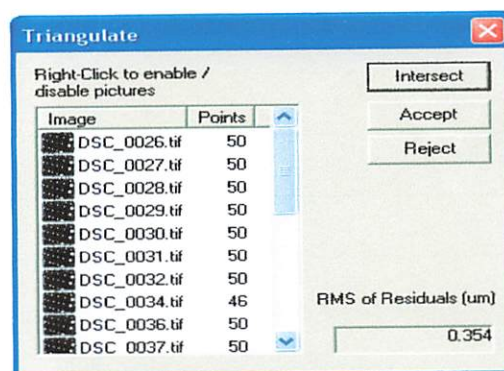 Triangulate
Right-Click to enable /
disable pictures
Intersect
Accept
Reject
Image Points
DSC_0026.tif 50
DSC_0027.tif 50
DSC_0028.tif 50
DSC_0029.tif 50
DSC_0030.tif 50
DSC_0031.tif 50
DSC_0032.tif 50
DSC_0034.tif 46
DSC_0036.tif 50
DSC_0037.tif 50
RMS of Residuals (um)
0.354